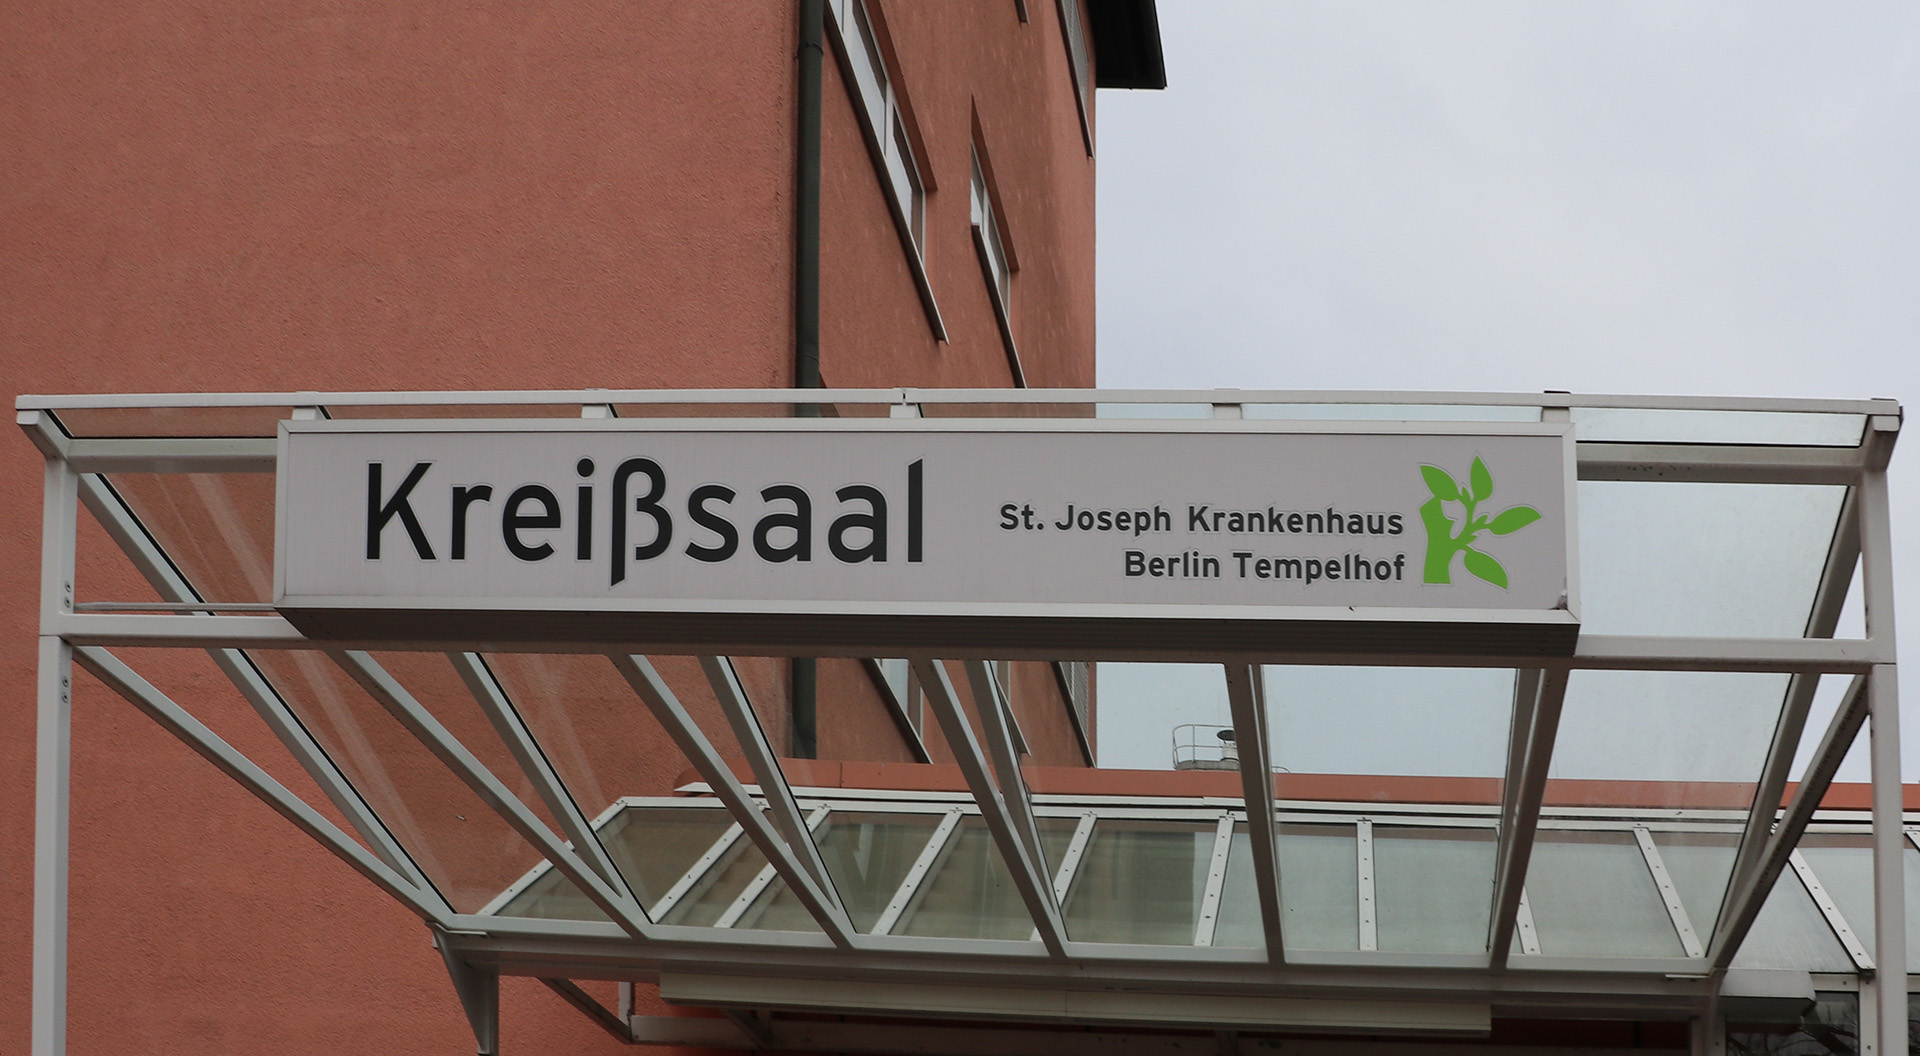 Kreißsaal
St. Joseph Krankenhaus
Berlin Tempelhof